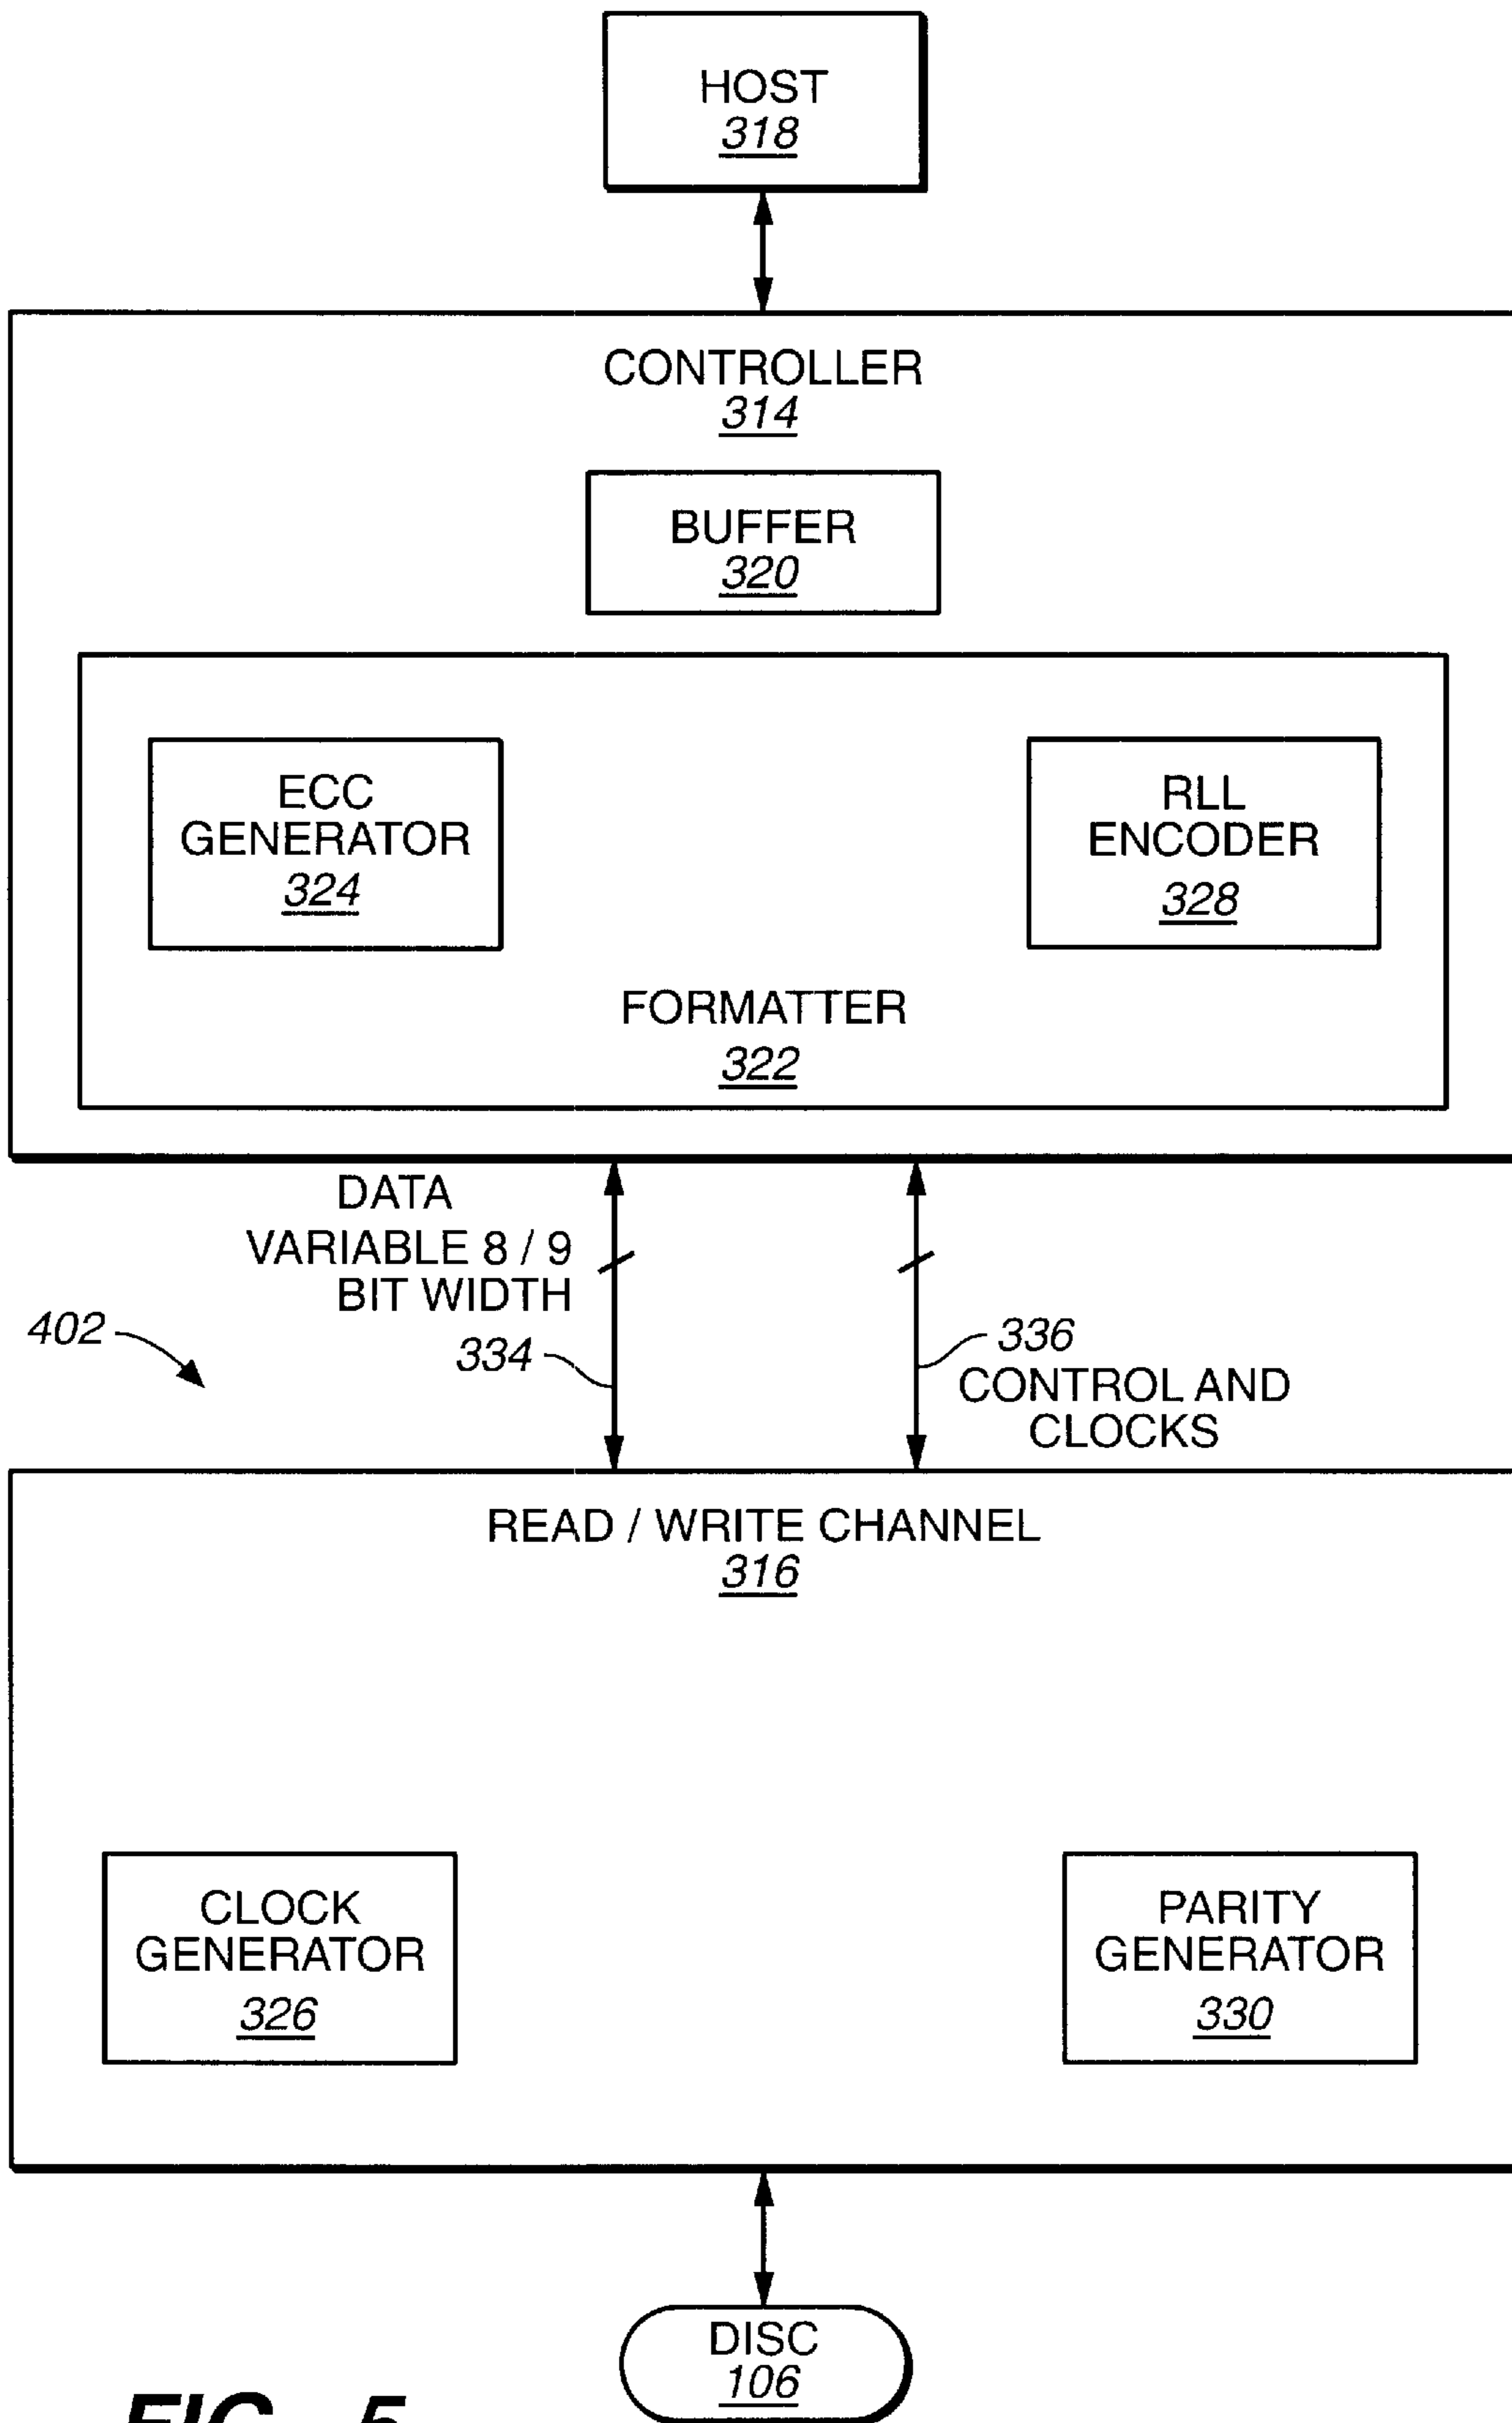 HOST
318
CONTROLLER
314
BUFFER
320
ECC
GENERATOR
324
RLL
ENCODER
328
FORMATTER
322
DATA
VARIABLE 8 / 9
BIT WIDTH
334
402
336
CONTROL AND
CLOCKS
READ / WRITE CHANNEL
316
CLOCK
GENERATOR
326
PARITY
GENERATOR
330
DISC
106
FIG. 5